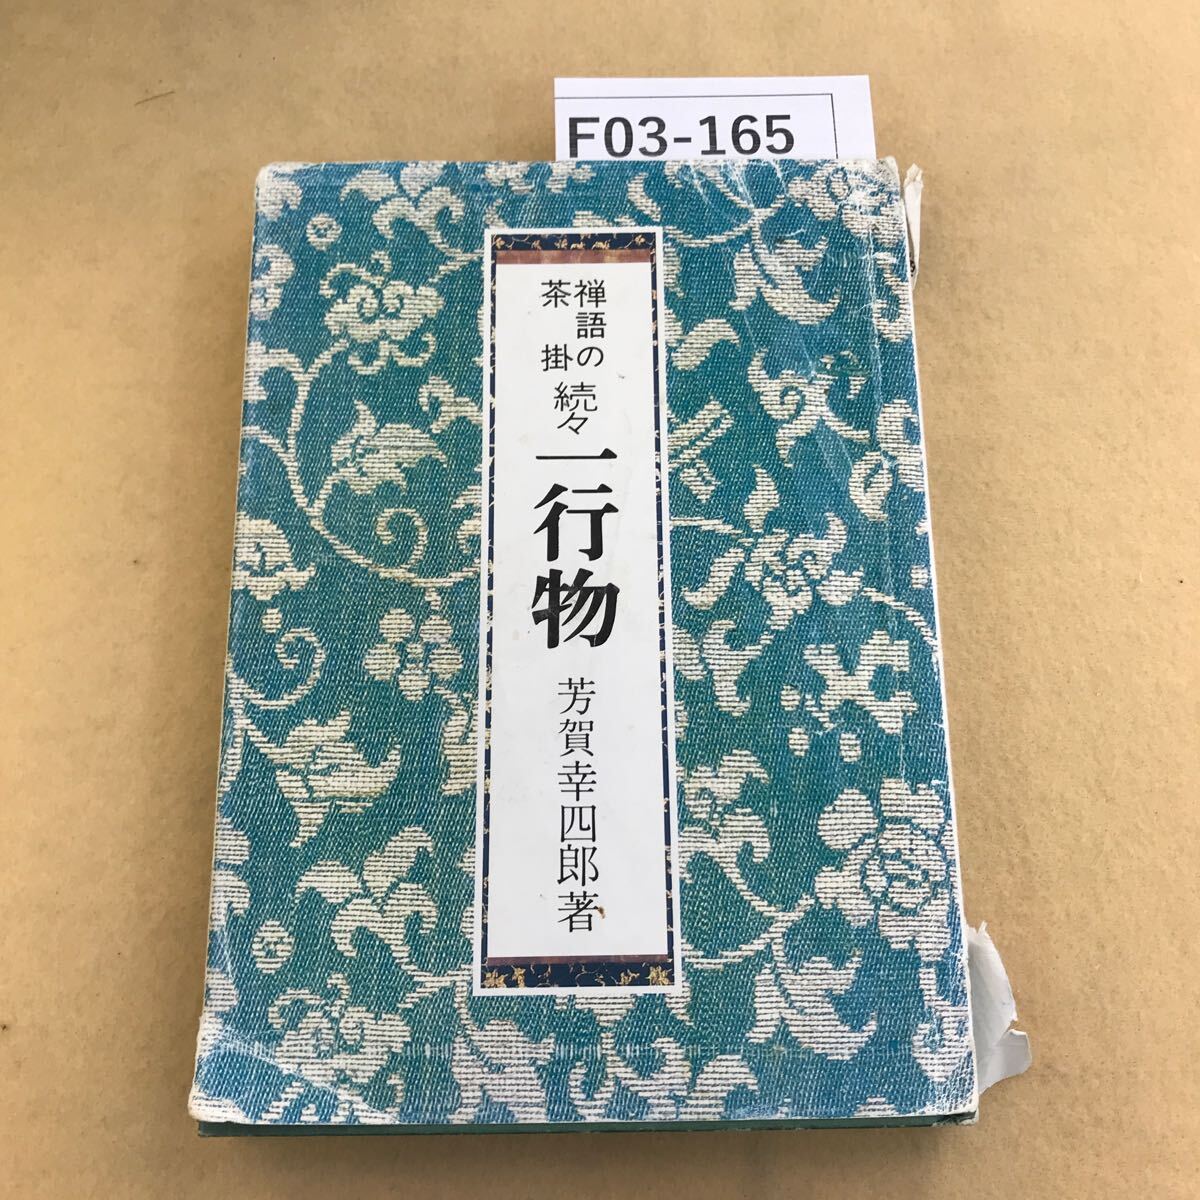 F03-165
禅語の
茶掛
続々
一行物
芳賀幸四郎著